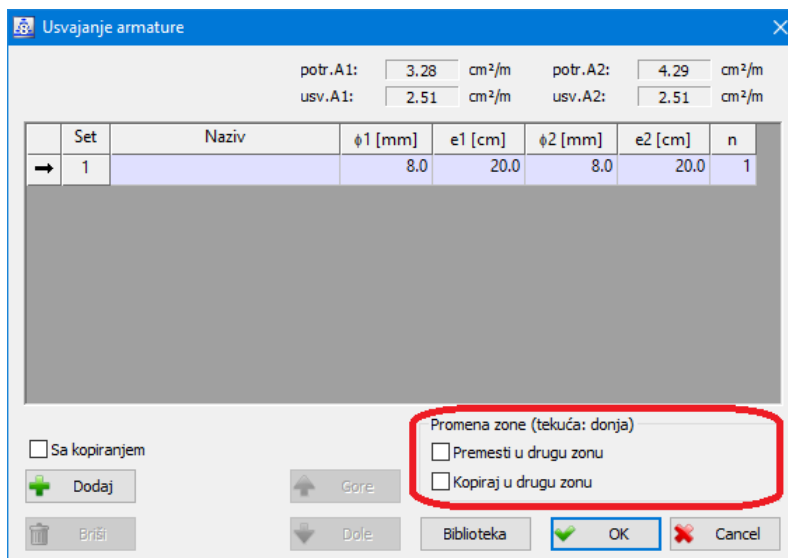 Usvajanje armature
potr.A1: 3.28 cm²/m potr.A2: 4.29 cm²/m
usv.A1: 2.51 cm²/m usv.A2: 2.51 cm²/m
Set Naziv ϕ1 [mm] e1 [cm] ϕ2 [mm] e2 [cm] n
1 8.0 20.0 8.0 20.0 1
Promena zone (tekuća: donja)
Sa kopiranjem Premesti u drugu zonu
Dodaj Gore Kopiraj u drugu zonu
Briši Dole Biblioteka OK Cancel